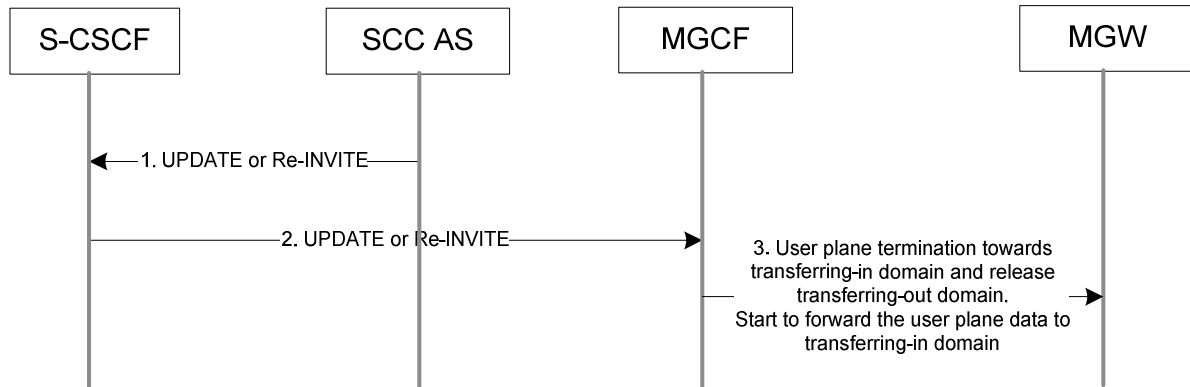 S-CSCF
SCC AS
MGCF
MGW
1. UPDATE or Re-INVITE
2. UPDATE or Re-INVITE
3. User plane termination towards
transferring-in domain and release
transferring-out domain.
Start to forward the user plane data to
transferring-in domain